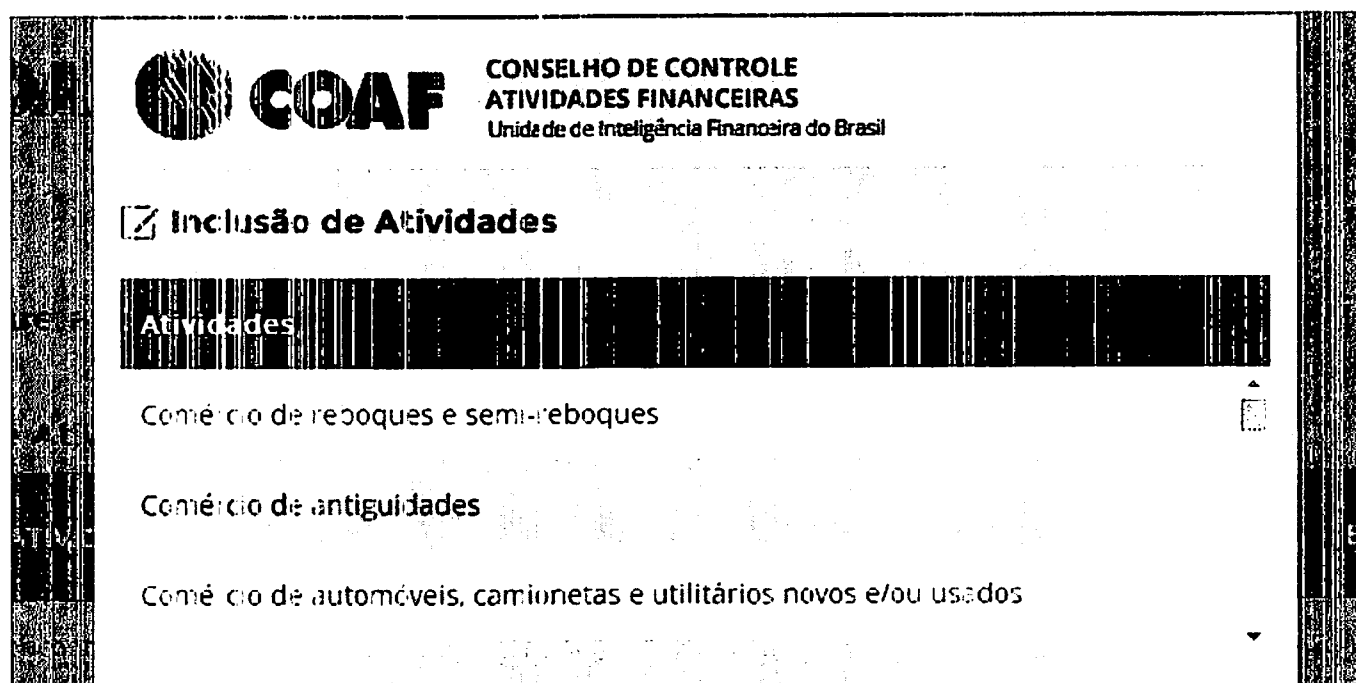 COAF
CONSELHO DE CONTROLE
ATIVIDADES FINANCEIRAS
Unidade de Inteligência Financeira do Brasil
Inclusão de Atividades
Atividades
Comércio de reboques e semi-reboques
Comércio de antiguidades
Comércio de automóveis, camionetas e utilitários novos e/ou usados